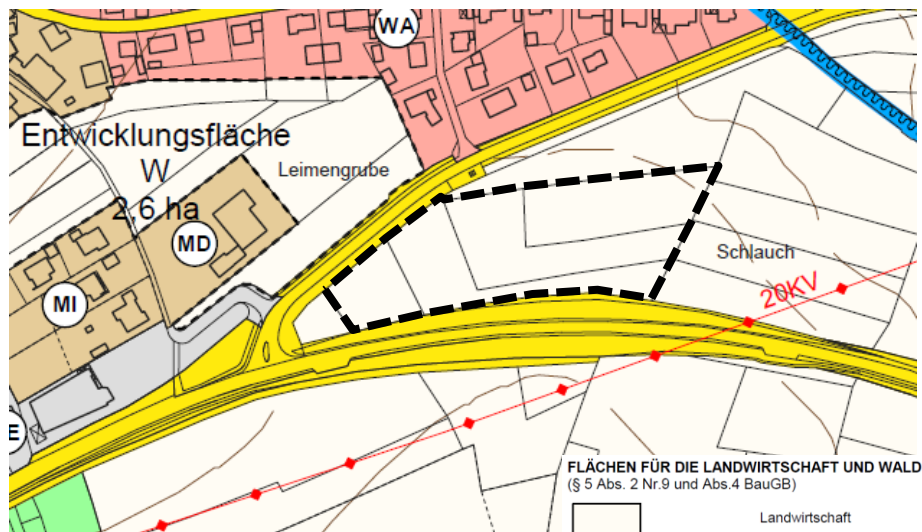 WA
Entwicklungsfläche
W
2,6 ha
Leimengrube
MD
MI
E
Schlauch
20KV
FLÄCHEN FÜR DIE LANDWIRTSCHAFT UND WALD
(§ 5 Abs. 2 Nr.9 und Abs.4 BauGB)
Landwirtschaft